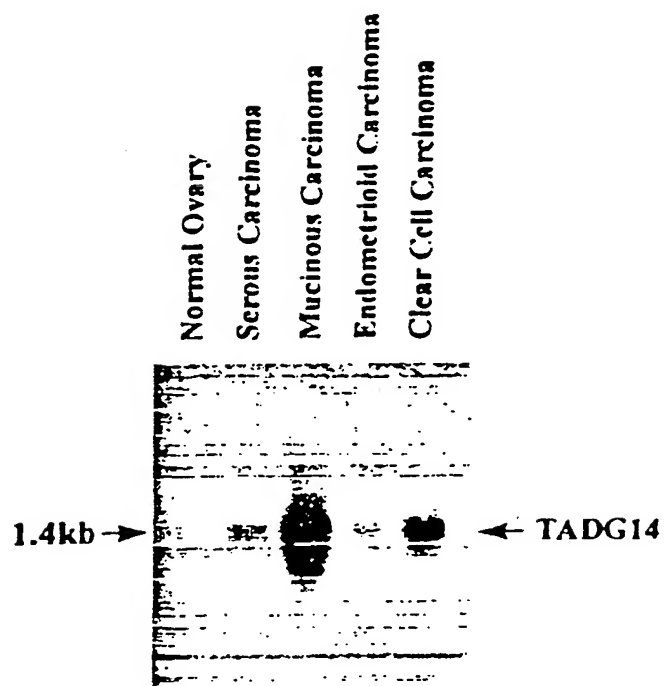 Normal Ovary
Serous Carcinoma
Mucinous Carcinoma
Endometrioid Carcinoma
Clear Cell Carcinoma
1.4kb
TADG14